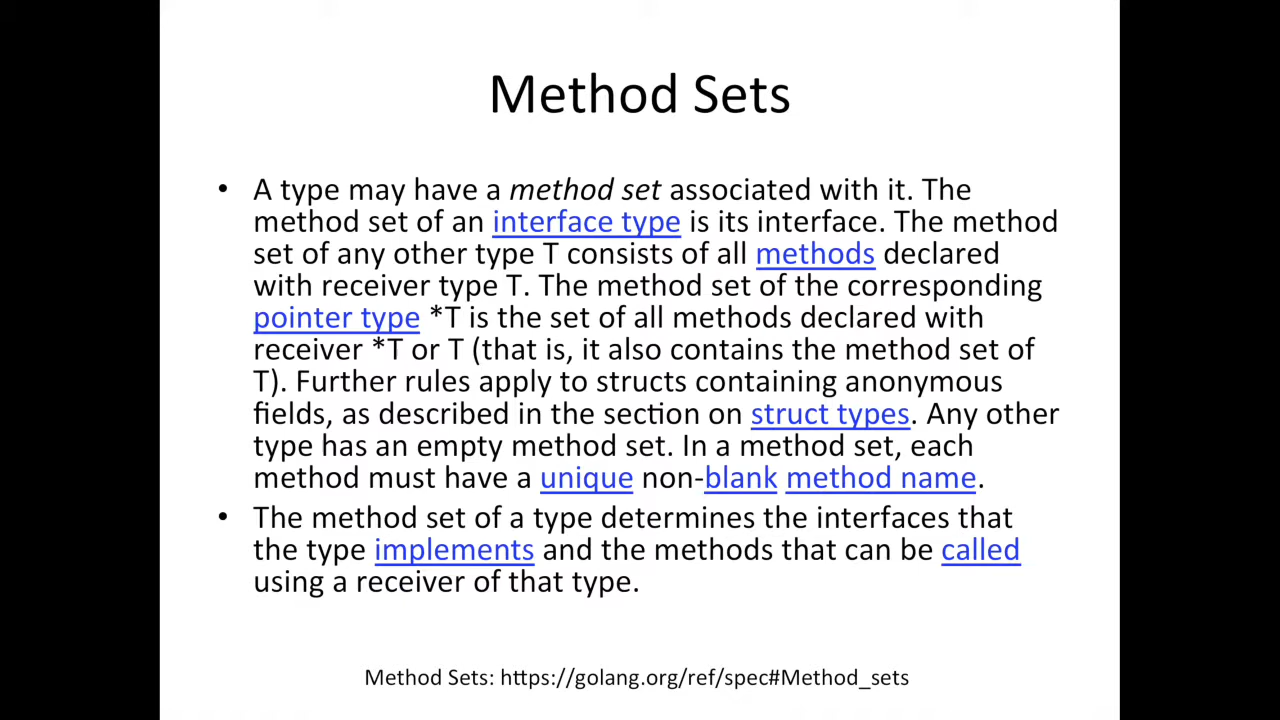 Method Sets
• A type may have a method set associated with it. The
method set of an interface type is its interface. The method
set of any other type T consists of all methods declared
with receiver type T. The method set of the corresponding
pointer type *T is the set of all methods declared with
receiver *T or T (that is, it also contains the method set of
T). Further rules apply to structs containing anonymous
fields, as described in the section on struct types. Any other
type has an empty method set. In a method set, each
method must have a unique non-blank method name.
• The method set of a type determines the interfaces that
the type implements and the methods that can be called
using a receiver of that type.
Method Sets: https://golang.org/ref/spec#Method_sets